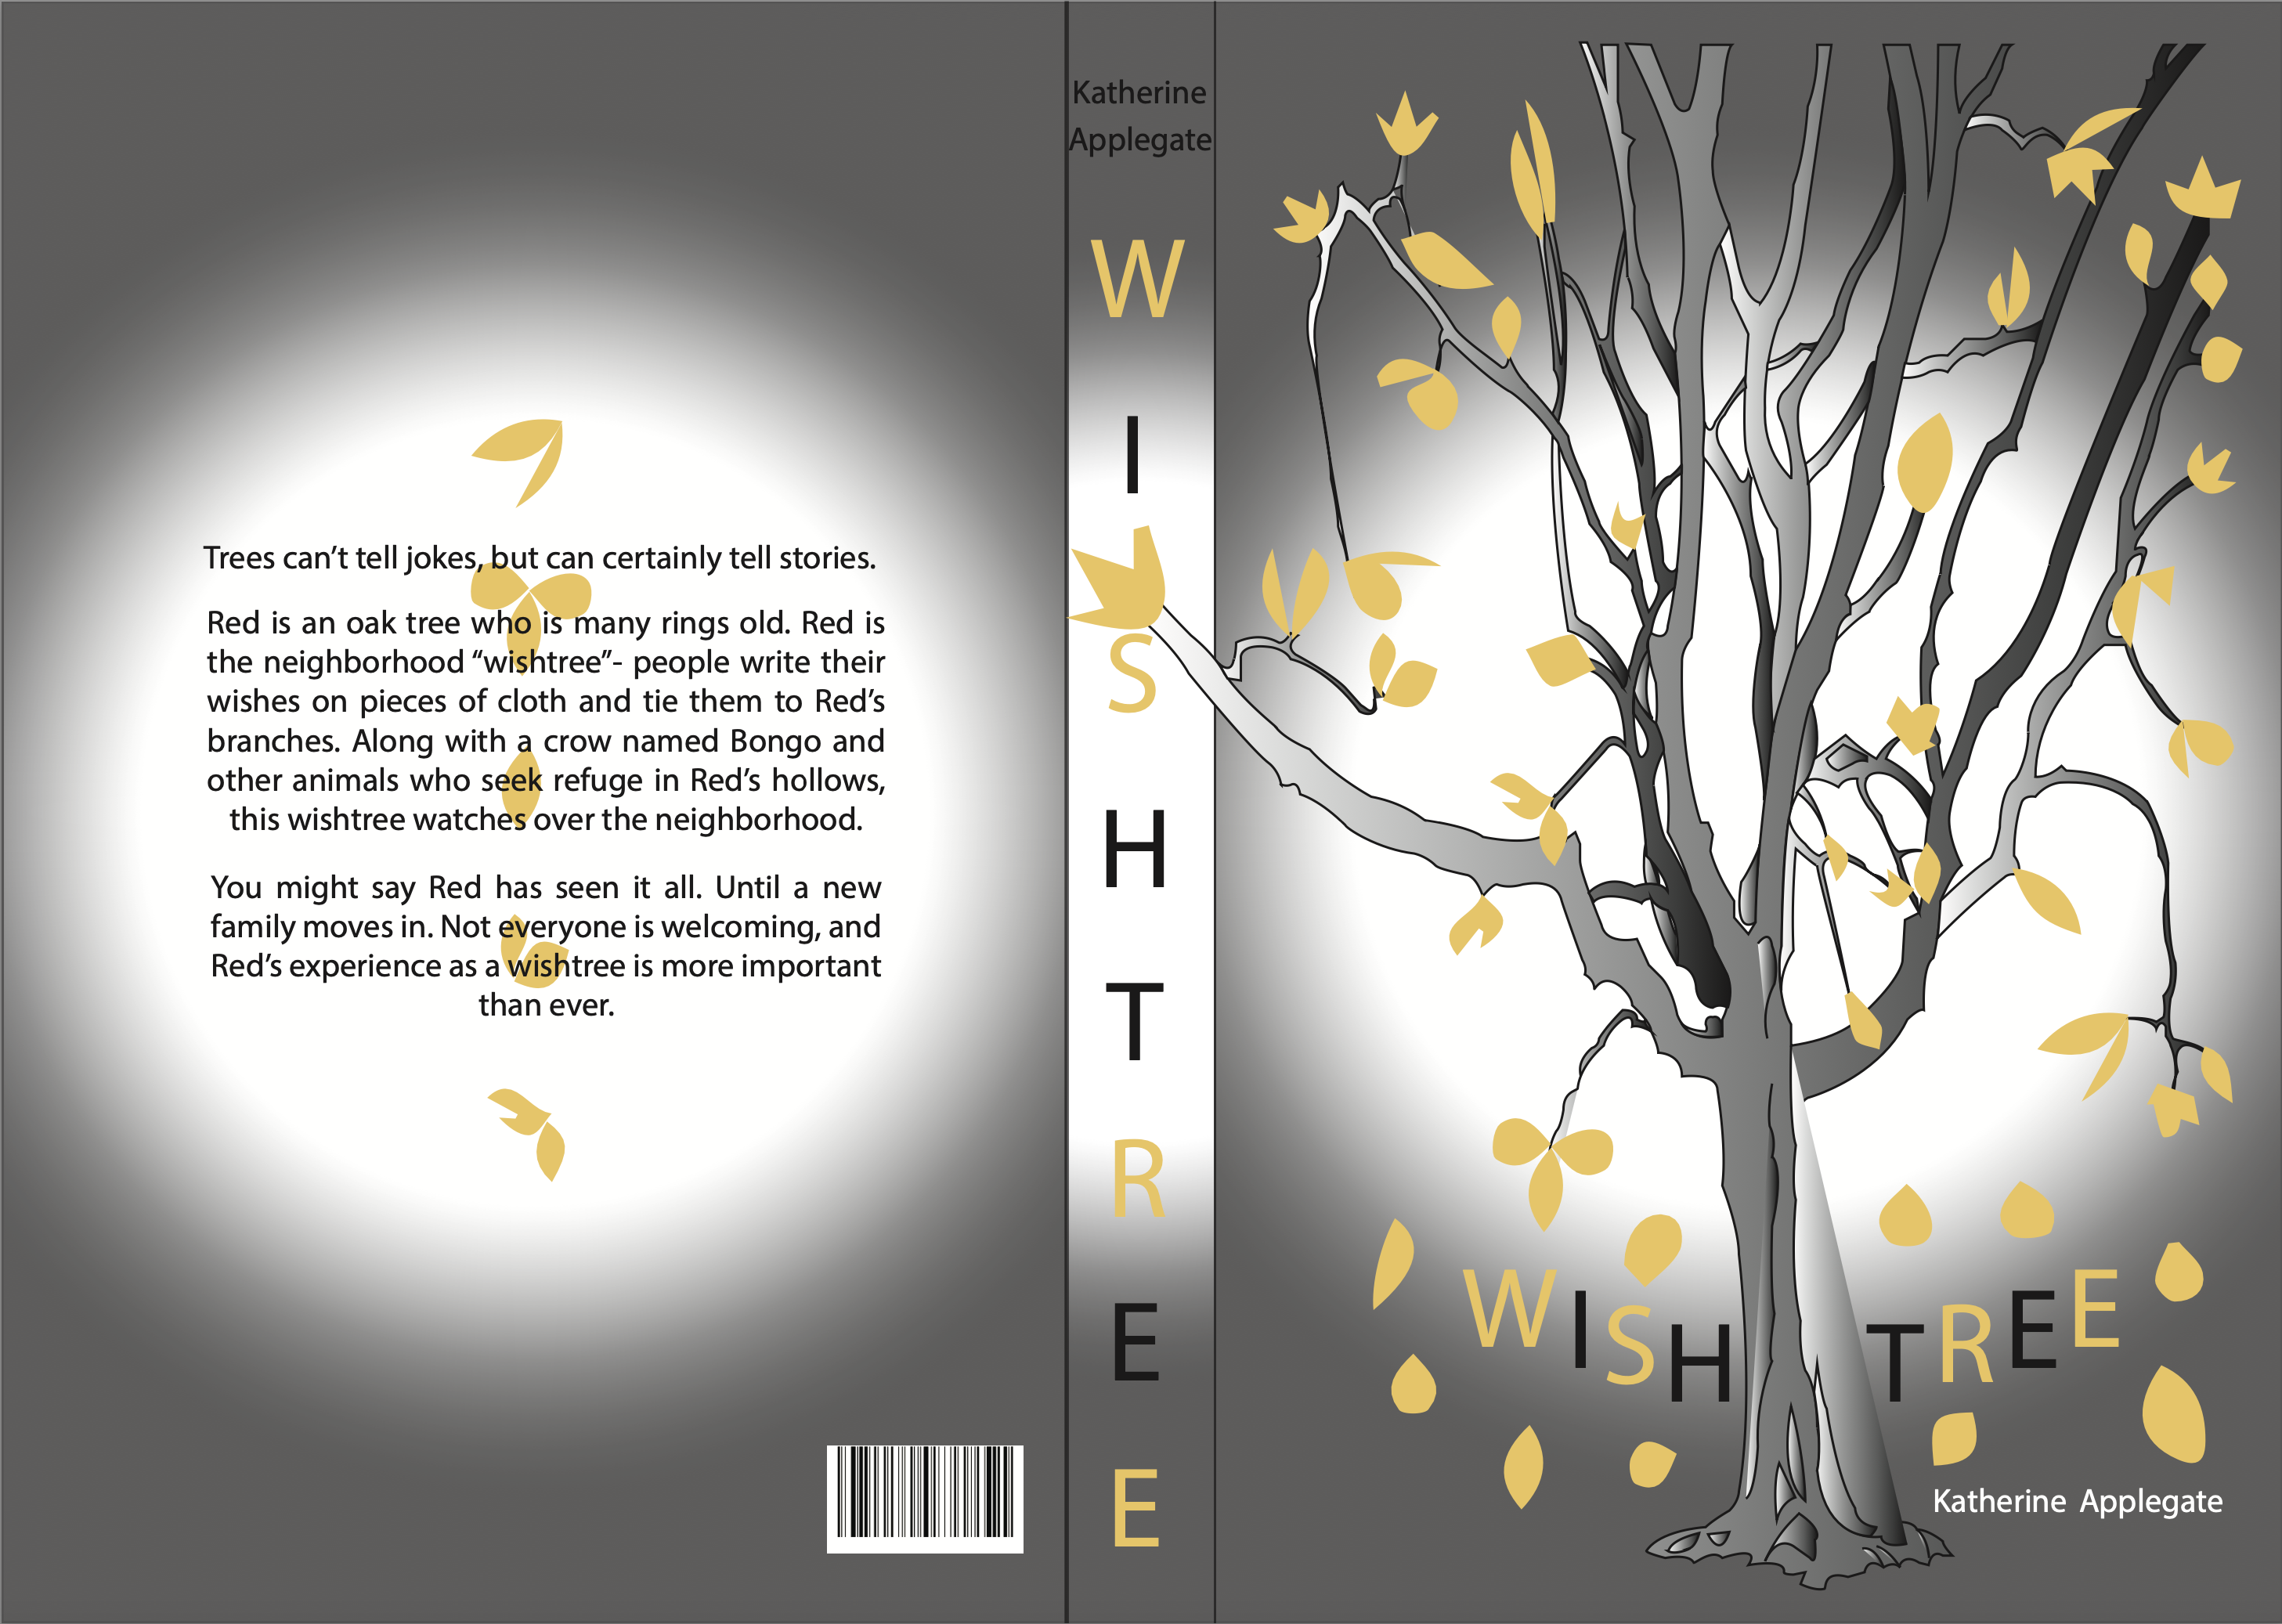 Trees can’t tell jokes, but can certainly tell stories.
Red is an oak tree who is many rings old. Red is
the neighborhood “wishtree”- people write their
wishes on pieces of cloth and tie them to Red’s
branches. Along with a crow named Bongo and
other animals who seek refuge in Red’s hollows,
this wishtree watches over the neighborhood.
You might say Red has seen it all. Until a new
family moves in. Not everyone is welcoming, and
Red’s experience as a wishtree is more important
than ever.
Katherine
Applegate
W
I
S
H
T
R
E
E
WISH TREE
Katherine Applegate